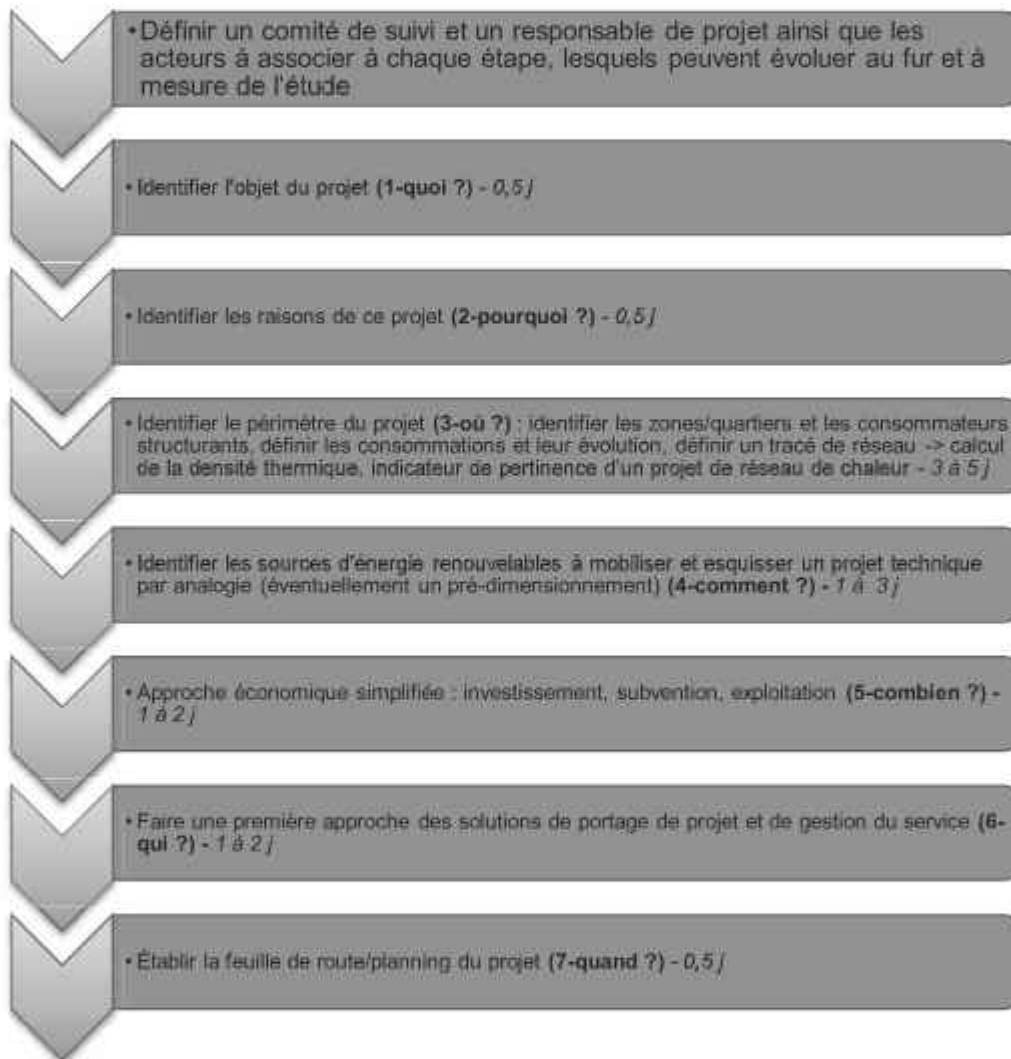 •Définir un comité de suivi et un responsable de projet ainsi que les
acteurs à associer à chaque étape, lesquels peuvent évoluer au fur et à
mesure de l'étude
•Identifier l'objet du projet (1-quoi ?) - 0,5 j
•Identifier les raisons de ce projet (2-pourquoi ?) - 0,5 j
•Identifier le périmètre du projet (3-où ?) : identifier les zones/quartiers et les consommateurs
structurants, définir les consommations et leur évolution, définir un tracé de réseau -> calcul
de la densité thermique, indicateur de pertinence d'un projet de réseau de chaleur - 3 à 5 j
•Identifier les sources d'énergie renouvelables à mobiliser et esquisser un projet technique
par analogie (éventuellement un pré-dimensionnement) (4-comment ?) - 1 à 3 j
•Approche économique simplifiée : investissement, subvention, exploitation (5-combien ?) -
1 à 2 j
•Faire une première approche des solutions de portage de projet et de gestion du service (6-
qui ?) - 1 à 2 j
•Établir la feuille de route/planning du projet (7-quand ?) - 0,5 j